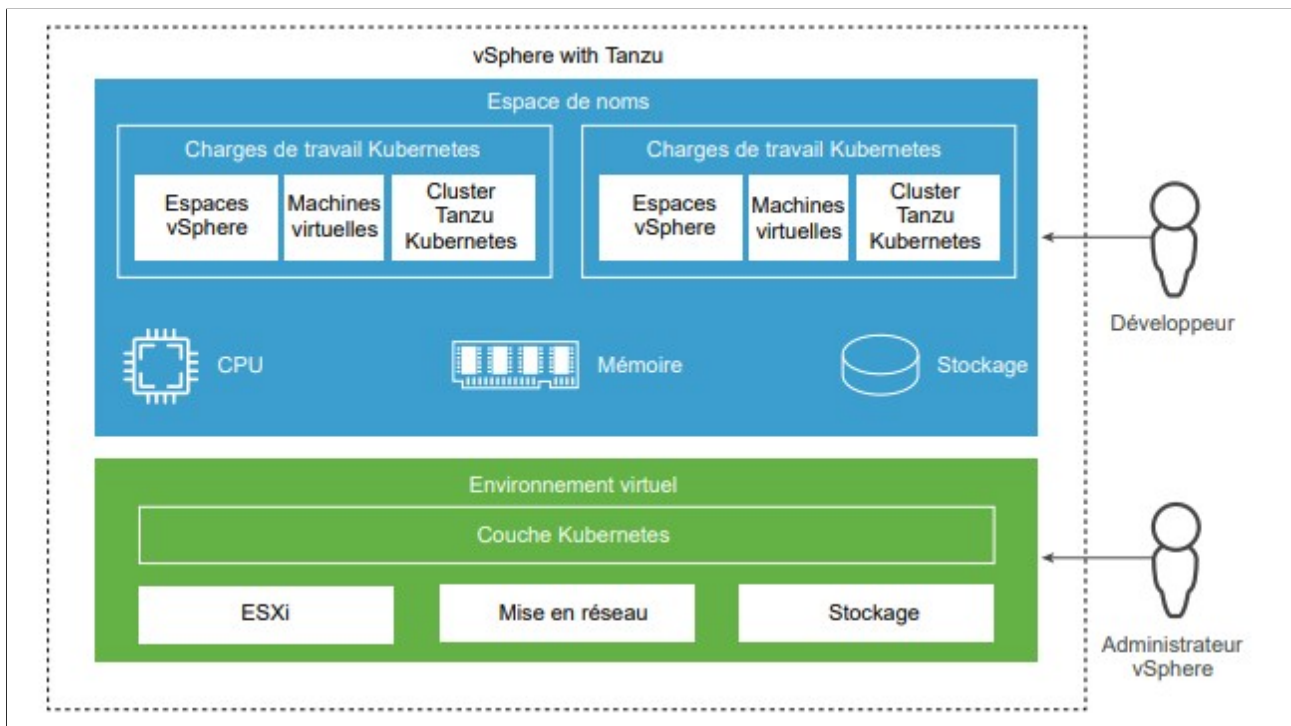 vSphere with Tanzu
Espace de noms
Charges de travail Kubernetes
Espaces
vSphere
Machines
virtuelles
Cluster
Tanzu
Kubernetes
Charges de travail Kubernetes
Espaces
vSphere
Machines
virtuelles
Cluster
Tanzu
Kubernetes
Développeur
CPU
Mémoire
Stockage
Environnement virtuel
Couche Kubernetes
ESXi
Mise en réseau
Stockage
Administrateur
vSphere